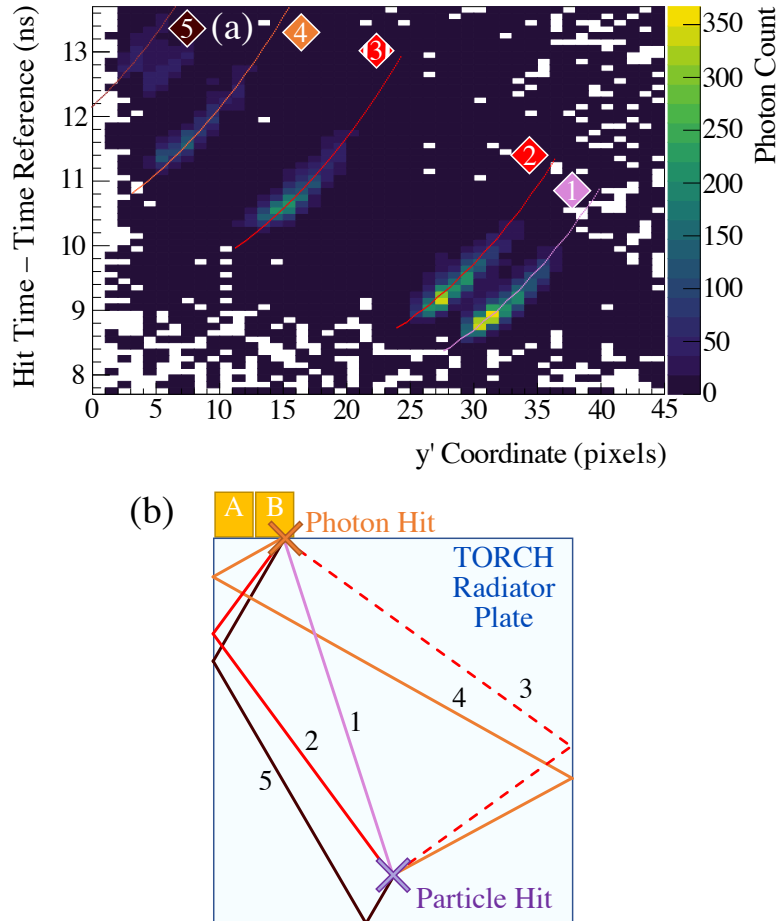 (a)
5
4
3
2
1
13
12
11
10
9
8
Hit Time – Time Reference (ns)
0
5
10
15
20
25
30
35
40
45
y' Coordinate (pixels)
350
300
250
200
150
100
50
0
Photon Count
(b)
A
B
Photon Hit
TORCH
Radiator
Plate
3
4
1
2
5
Particle Hit